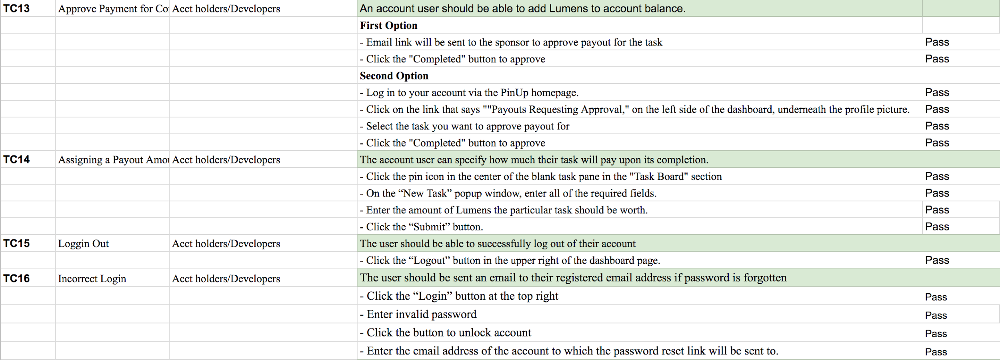 TC13 Approve Payment for Co Acct holders/Developers An account user should be able to add Lumens to account balance.
First Option
- Email link will be sent to the sponsor to approve payout for the task Pass
- Click the "Completed" button to approve Pass
Second Option
- Log in to your account via the PinUp homepage. Pass
- Click on the link that says ""Payouts Requesting Approval," on the left side of the dashboard, underneath the profile picture. Pass
- Select the task you want to approve payout for Pass
- Click the "Completed" button to approve Pass
TC14 Assigning a Payout Amou Acct holders/Developers The account user can specify how much their task will pay upon its completion.
- Click the pin icon in the center of the blank task pane in the "Task Board" section Pass
- On the “New Task” popup window, enter all of the required fields. Pass
- Enter the amount of Lumens the particular task should be worth. Pass
- Click the “Submit” button. Pass
TC15 Loggin Out Acct holders/Developers The user should be able to successfully log out of their account
- Click the “Logout” button in the upper right of the dashboard page. Pass
TC16 Incorrect Login Acct holders/Developers The user should be sent an email to their registered email address if password is forgotten
- Click the “Login” button at the top right Pass
- Enter invalid password Pass
- Click the button to unlock account Pass
- Enter the email address of the account to which the password reset link will be sent to. Pass